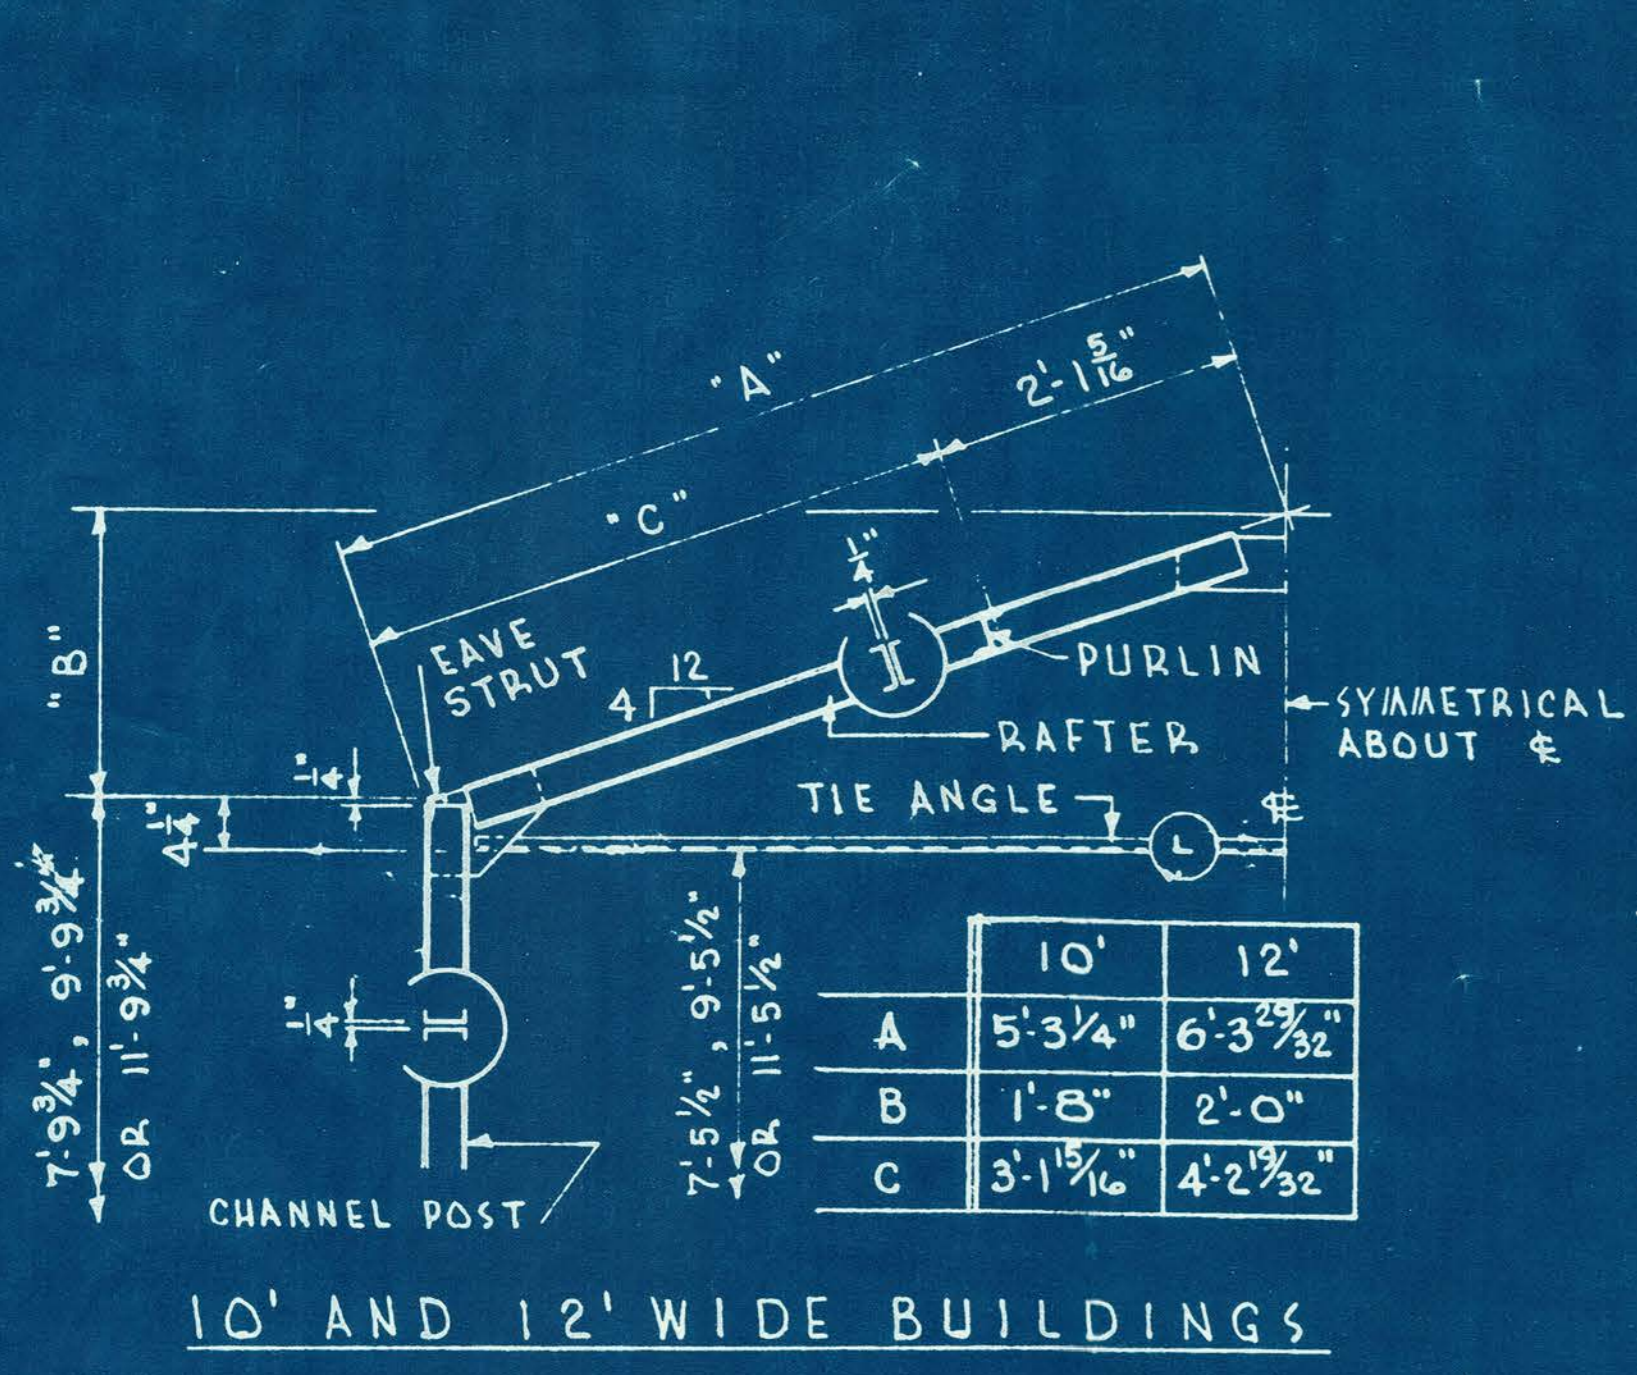 "A"
2'-1 5/16"
"C"
1/4"
"B"
EAVE
STRUT
12
4
PURLIN
RAFTER
SYMMETRICAL
ABOUT ℄
TIE ANGLE
℄
1/4"
4 1/4"
L
7'-9 3/4", 9'-9 3/4"
OR 11'-9 3/4"
1/4"
7'-5 1/2", 9'-5 1/2"
OR 11'-5 1/2"
CHANNEL POST
10' 12'
A 5'-3 1/4" 6'-3 29/32"
B 1'-8" 2'-0"
C 3'-1 15/16" 4'-2 19/32"
10' AND 12' WIDE BUILDINGS